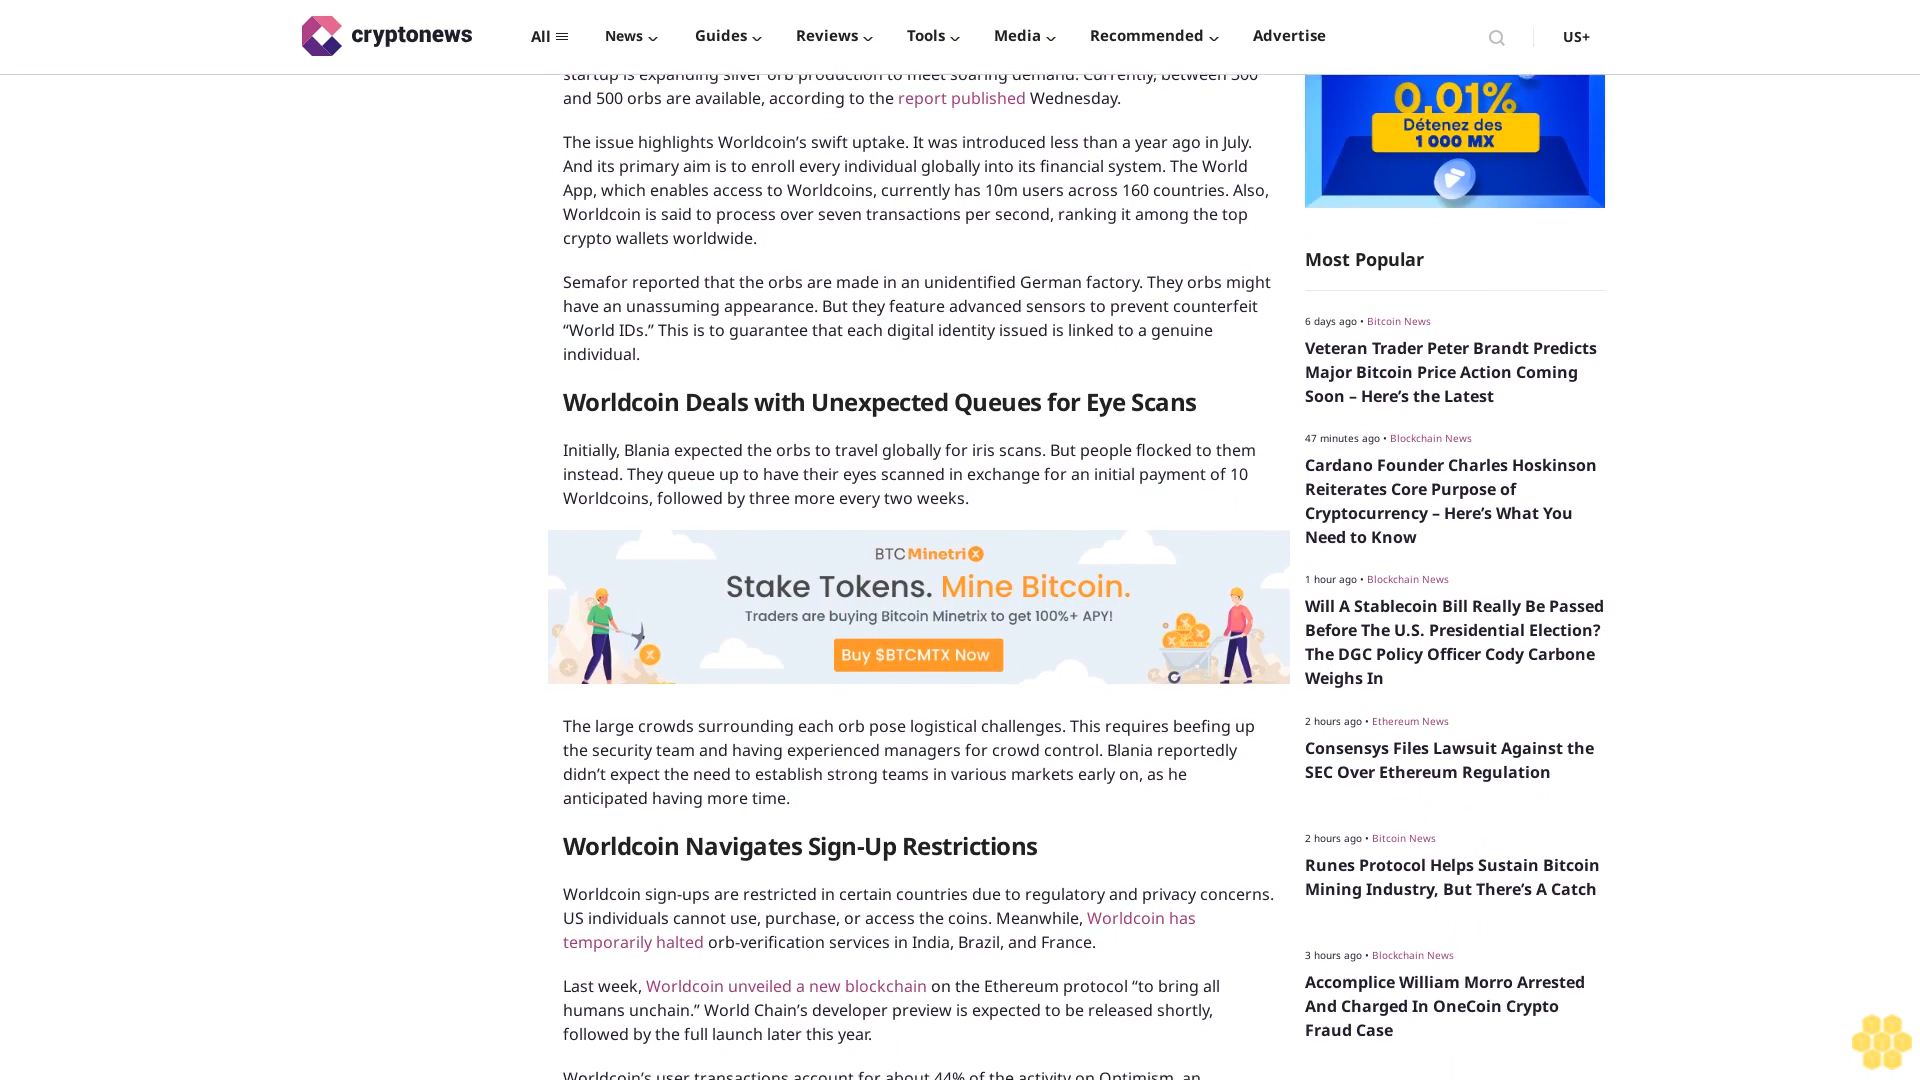 cryptonews
All
News
Guides
Reviews
Tools
Media
Recommended
Advertise
US+
startup is expanding silver orb production to meet soaring demand. Currently, between 300
and 500 orbs are available, according to the report published Wednesday.
The issue highlights Worldcoin’s swift uptake. It was introduced less than a year ago in July.
And its primary aim is to enroll every individual globally into its financial system. The World
App, which enables access to Worldcoins, currently has 10m users across 160 countries. Also,
Worldcoin is said to process over seven transactions per second, ranking it among the top
crypto wallets worldwide.
Semafor reported that the orbs are made in an unidentified German factory. They orbs might
have an unassuming appearance. But they feature advanced sensors to prevent counterfeit
“World IDs.” This is to guarantee that each digital identity issued is linked to a genuine
individual.
Worldcoin Deals with Unexpected Queues for Eye Scans
Initially, Blania expected the orbs to travel globally for iris scans. But people flocked to them
instead. They queue up to have their eyes scanned in exchange for an initial payment of 10
Worldcoins, followed by three more every two weeks.
BTC Minetrix
Stake Tokens. Mine Bitcoin.
Traders are buying Bitcoin Minetrix to get 100%+ APY!
Buy $BTCMTX Now
The large crowds surrounding each orb pose logistical challenges. This requires beefing up
the security team and having experienced managers for crowd control. Blania reportedly
didn’t expect the need to establish strong teams in various markets early on, as he
anticipated having more time.
Worldcoin Navigates Sign-Up Restrictions
Worldcoin sign-ups are restricted in certain countries due to regulatory and privacy concerns.
US individuals cannot use, purchase, or access the coins. Meanwhile, Worldcoin has
temporarily halted orb-verification services in India, Brazil, and France.
Last week, Worldcoin unveiled a new blockchain on the Ethereum protocol “to bring all
humans unchain.” World Chain’s developer preview is expected to be released shortly,
followed by the full launch later this year.
Worldcoin’s user transactions account for about 44% of the activity on Optimism, an
0.01%
Détenez des
1 000 MX
Most Popular
6 days ago • Bitcoin News
Veteran Trader Peter Brandt Predicts
Major Bitcoin Price Action Coming
Soon – Here’s the Latest
47 minutes ago • Blockchain News
Cardano Founder Charles Hoskinson
Reiterates Core Purpose of
Cryptocurrency – Here’s What You
Need to Know
1 hour ago • Blockchain News
Will A Stablecoin Bill Really Be Passed
Before The U.S. Presidential Election?
The DGC Policy Officer Cody Carbone
Weighs In
2 hours ago • Ethereum News
Consensys Files Lawsuit Against the
SEC Over Ethereum Regulation
2 hours ago • Bitcoin News
Runes Protocol Helps Sustain Bitcoin
Mining Industry, But There’s A Catch
3 hours ago • Blockchain News
Accomplice William Morro Arrested
And Charged In OneCoin Crypto
Fraud Case